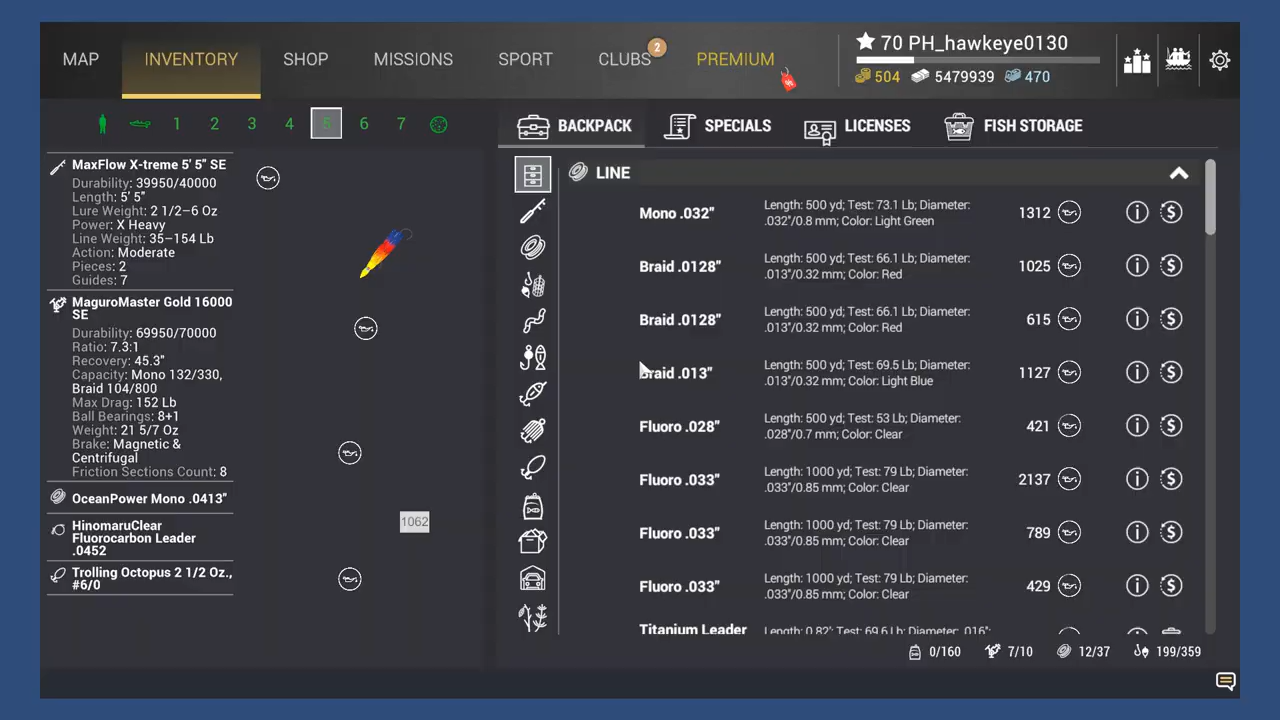 MAP INVENTORY SHOP MISSIONS SPORT CLUBS 2 PREMIUM
70 PH_hawkeye0130
504 5479939 470
1 2 3 4 5 6 7
BACKPACK SPECIALS LICENSES FISH STORAGE
MaxFlow X-treme 5' 5" SE
Durability: 39950/40000
Length: 5' 5"
Lure Weight: 2 1/2–6 Oz
Power: X Heavy
Line Weight: 35–154 Lb
Action: Moderate
Pieces: 2
Guides: 7
MaguroMaster Gold 16000
SE
Durability: 69950/70000
Ratio: 7.3:1
Recovery: 45.3"
Capacity: Mono 132/330,
Braid 104/800
Max Drag: 152 Lb
Ball Bearings: 8+1
Weight: 21 5/7 Oz
Brake: Magnetic &
Centrifugal
Friction Sections Count: 8
OceanPower Mono .0413"
1062
HinomaruClear
Fluorocarbon Leader
.0452
Trolling Octopus 2 1/2 Oz.,
#6/0
LINE
Mono .032"
Length: 500 yd; Test: 73.1 Lb; Diameter:
.032"/0.8 mm; Color: Light Green
1312
Braid .0128"
Length: 500 yd; Test: 66.1 Lb; Diameter:
.013"/0.32 mm; Color: Red
1025
Braid .0128"
Length: 500 yd; Test: 66.1 Lb; Diameter:
.013"/0.32 mm; Color: Red
615
Braid .013"
Length: 500 yd; Test: 69.5 Lb; Diameter:
.013"/0.32 mm; Color: Light Blue
1127
Fluoro .028"
Length: 500 yd; Test: 53 Lb; Diameter:
.028"/0.7 mm; Color: Clear
421
Fluoro .033"
Length: 1000 yd; Test: 79 Lb; Diameter:
.033"/0.85 mm; Color: Clear
2137
Fluoro .033"
Length: 1000 yd; Test: 79 Lb; Diameter:
.033"/0.85 mm; Color: Clear
789
Fluoro .033"
Length: 1000 yd; Test: 79 Lb; Diameter:
.033"/0.85 mm; Color: Clear
429
Titanium Leader
Length: 0.82'; Test: 69.6 Lb; Diameter: .016";
0/160 7/10 12/37 199/359